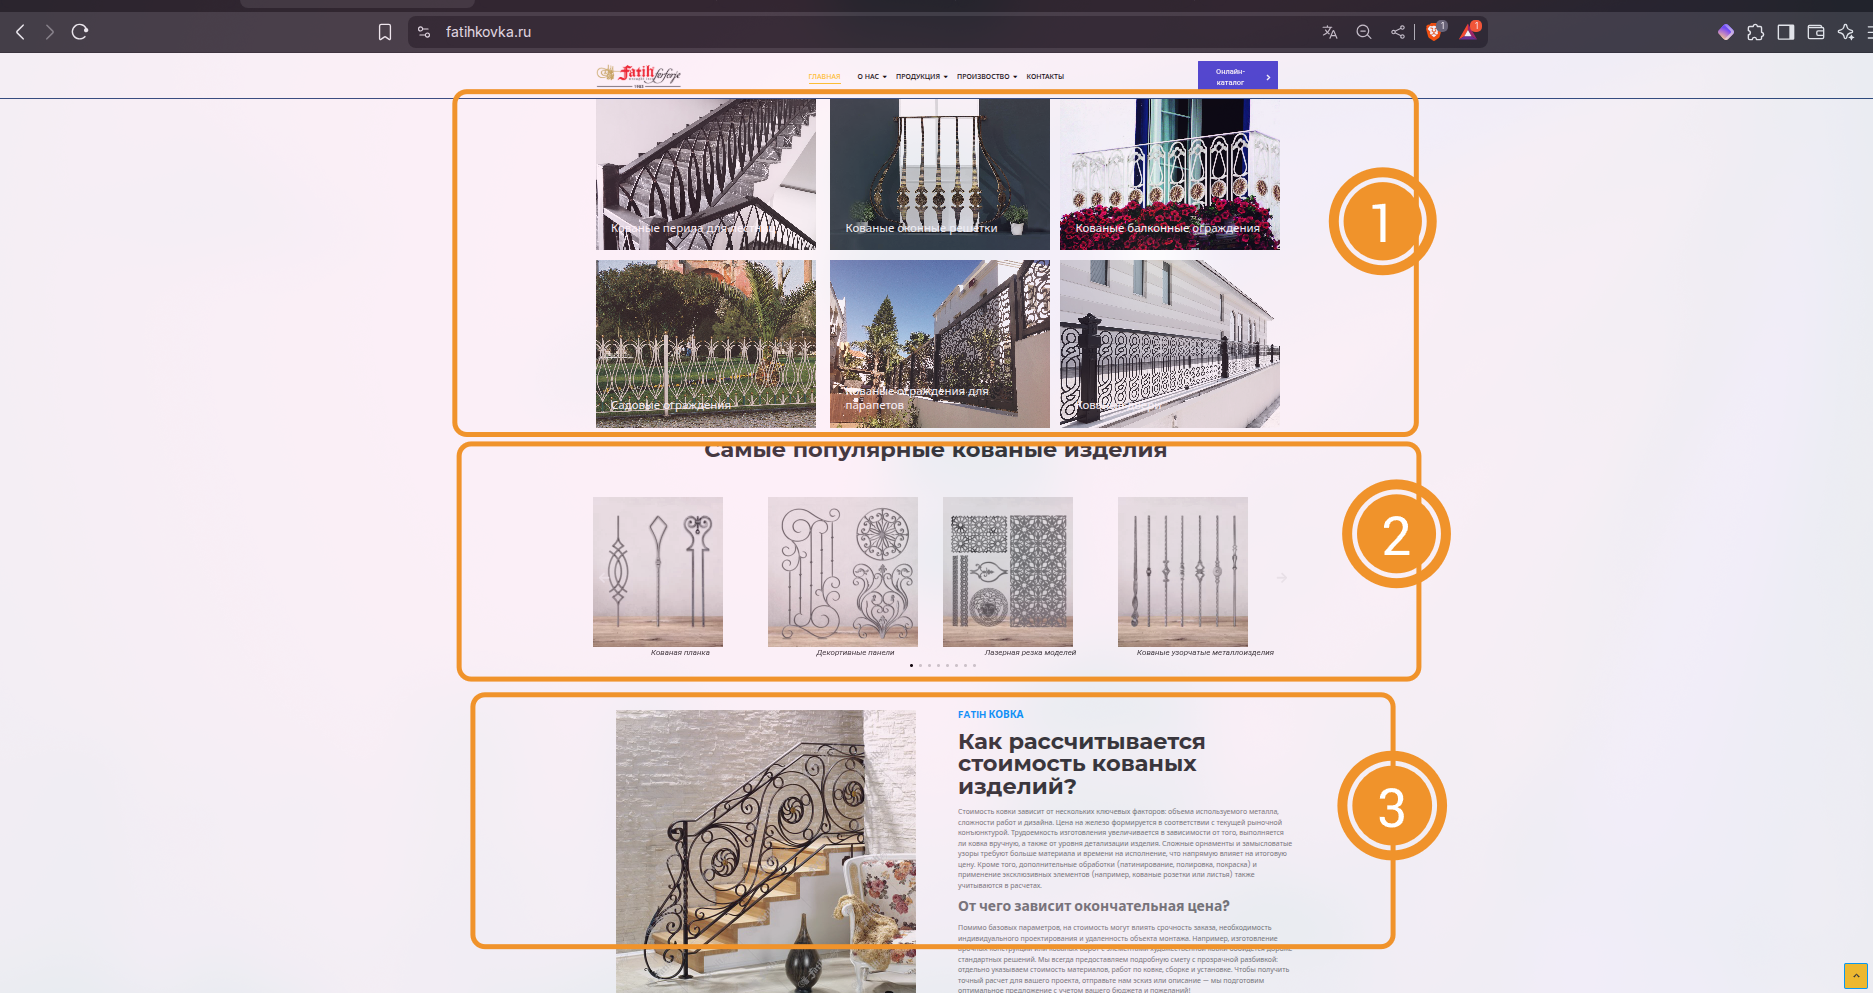 fatihkovka.ru
1
1
Fatih ferforje
1983
ГЛАВНАЯ
О НАС
ПРОДУКЦИЯ
ПРОИЗВОСТВО
КОНТАКТЫ
Онлайн-
каталог
Кованые перила для
Кованые оконные решетки
Кованые балконные ограждения
1
Садовые ограждения
Кованые ограждения для
парапетов
Самые популярные кованые изделия
2
Кованая планка
Декортивные панели
Лазерная резка моделей
Кованые узорчатые металлоизделия
FATIH КОВКА
Как рассчитывается
стоимость кованых
изделий?
3
Стоимость ковки зависит от нескольких ключевых факторов: объема используемого металла,
сложности работ и дизайна. Цена на железо формируется в соответствии с текущей рыночной
конъюнктурой. Трудоемкость изготовления увеличивается в зависимости от того, выполняется
ли ковка вручную, а также от уровня детализации изделия. Сложные орнаменты и замысловатые
узоры требуют больше материала и времени на исполнение, что напрямую влияет на итоговую
цену. Кроме того, дополнительные обработки (патинирование, полировка, покраска) и
применение эксклюзивных элементов (например, кованые розетки или листья) также
учитываются в расчетах.
От чего зависит окончательная цена?
Помимо базовых параметров, на стоимость могут влиять срочность заказа, необходимость
индивидуального проектирования и удаленность объекта монтажа. Например, изготовление
стандартных решений. Мы всегда предоставляем подробную смету с прозрачной разбивкой:
отдельно указываем стоимость материалов, работ по ковке, сборке и установке. Чтобы получить
точный расчет для вашего проекта, отправьте нам эскиз или описание — мы подготовим
оптимальное предложение с учетом вашего бюджета и пожеланий!